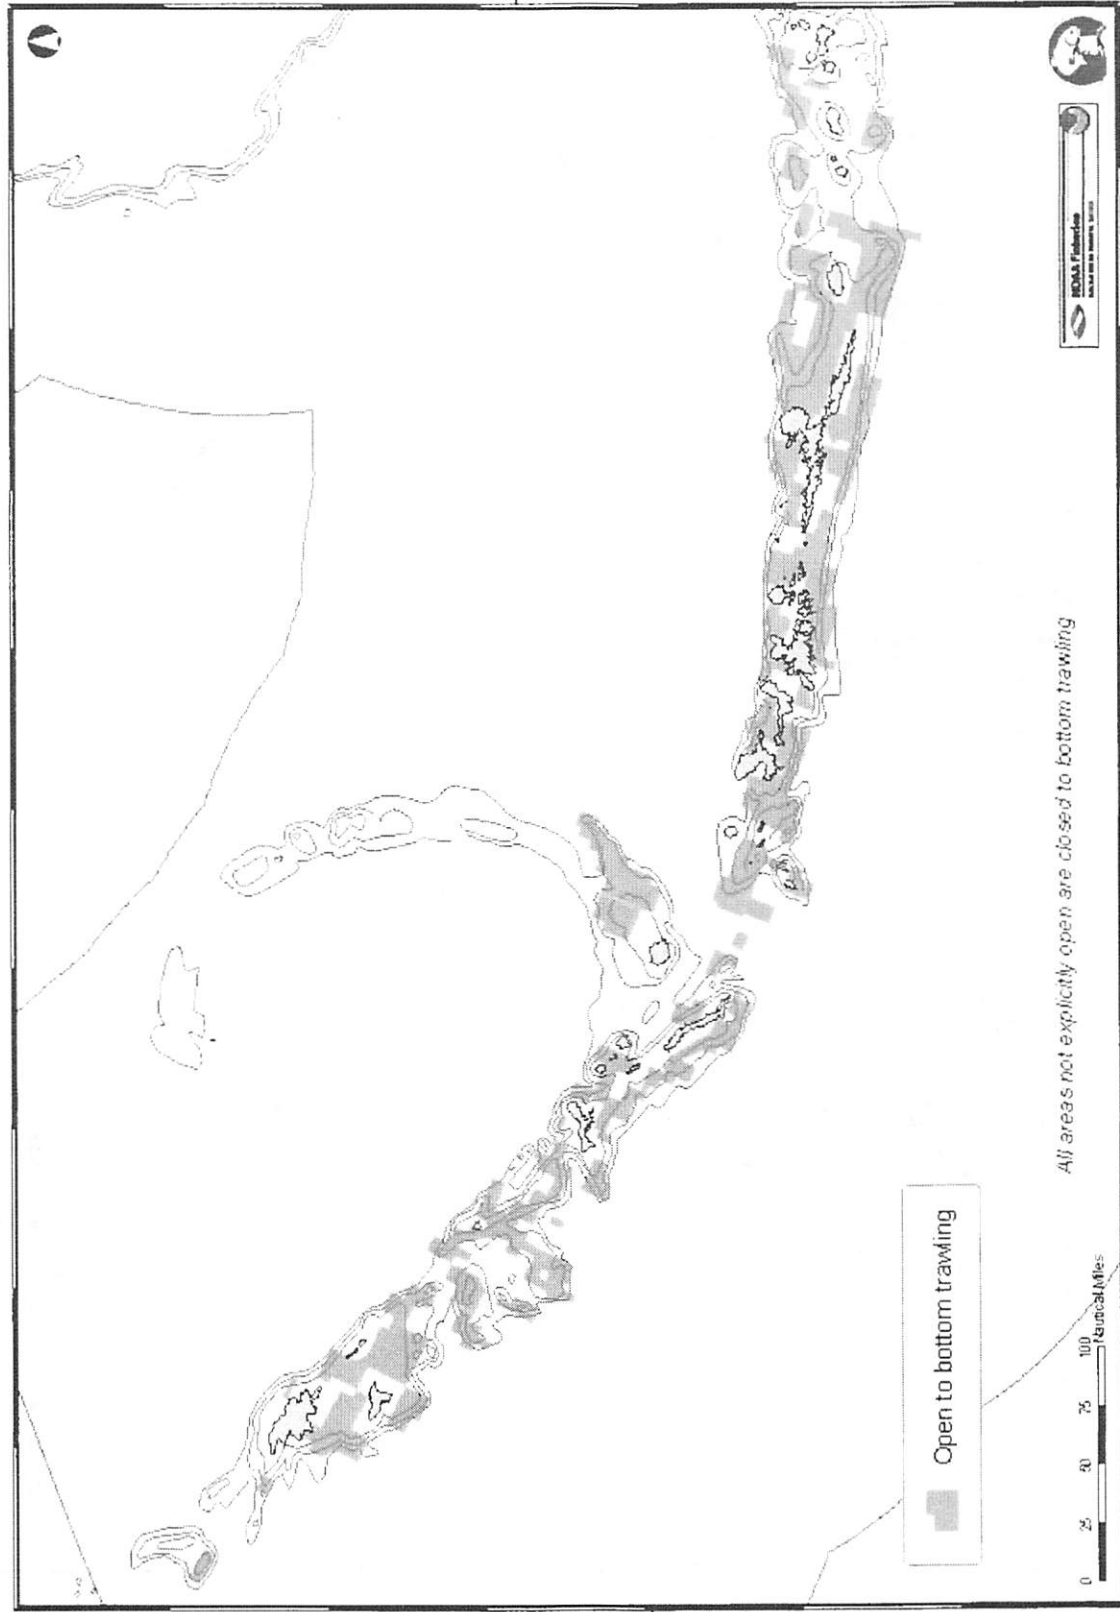 NOAA Fisheries
All areas not explicitly open are closed to bottom trawling
Open to bottom trawling
0 25 50 75 100
Nautical Miles